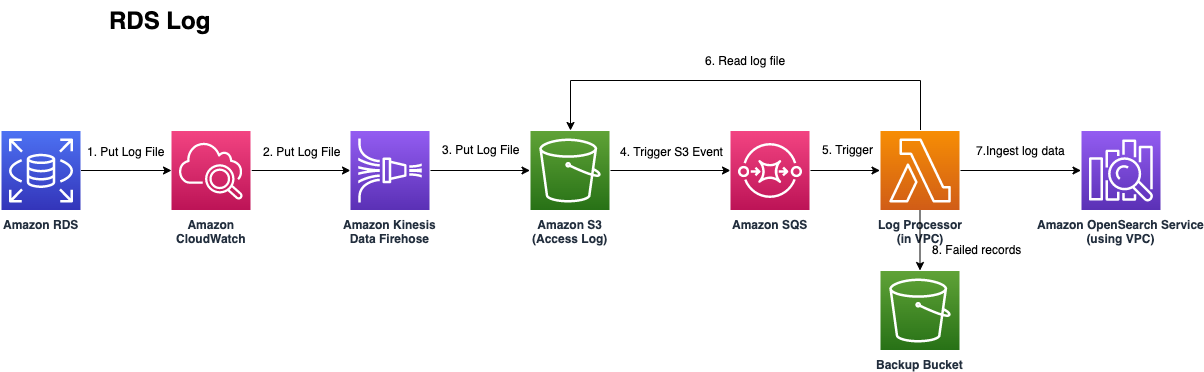 RDS Log
6. Read log file
1. Put Log File
2. Put Log File
3. Put Log File
4. Trigger S3 Event
5. Trigger
7.Ingest log data
Amazon RDS
Amazon
CloudWatch
Amazon Kinesis
Data Firehose
Amazon S3
(Access Log)
Amazon SQS
Log Processor
(in VPC)
Amazon OpenSearch Service
(using VPC)
8. Failed records
Backup Bucket